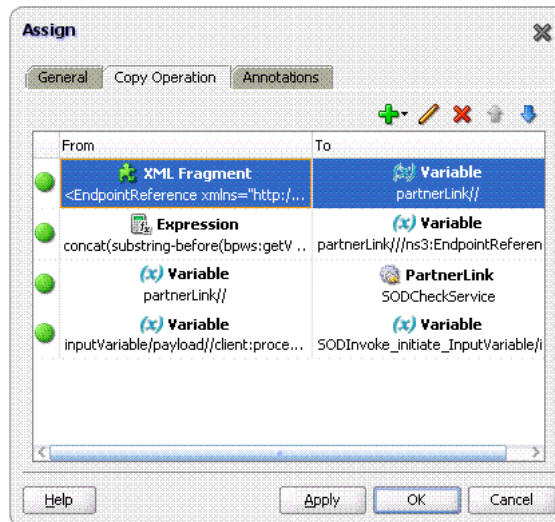 Assign
General Copy Operation Annotations
From To
XML Fragment Variable
<EndpointReference xmlns="http:/... partnerLink//
Expression (x) Variable
concat(substring-before(bpws:getV... partnerLink///ns3:EndpointReferen
(x) Variable PartnerLink
partnerLink// SODCheckService
(x) Variable (x) Variable
inputVariable/payload//client:proce... SODInvoke_initiate_InputVariable/i
Help Apply OK Cancel